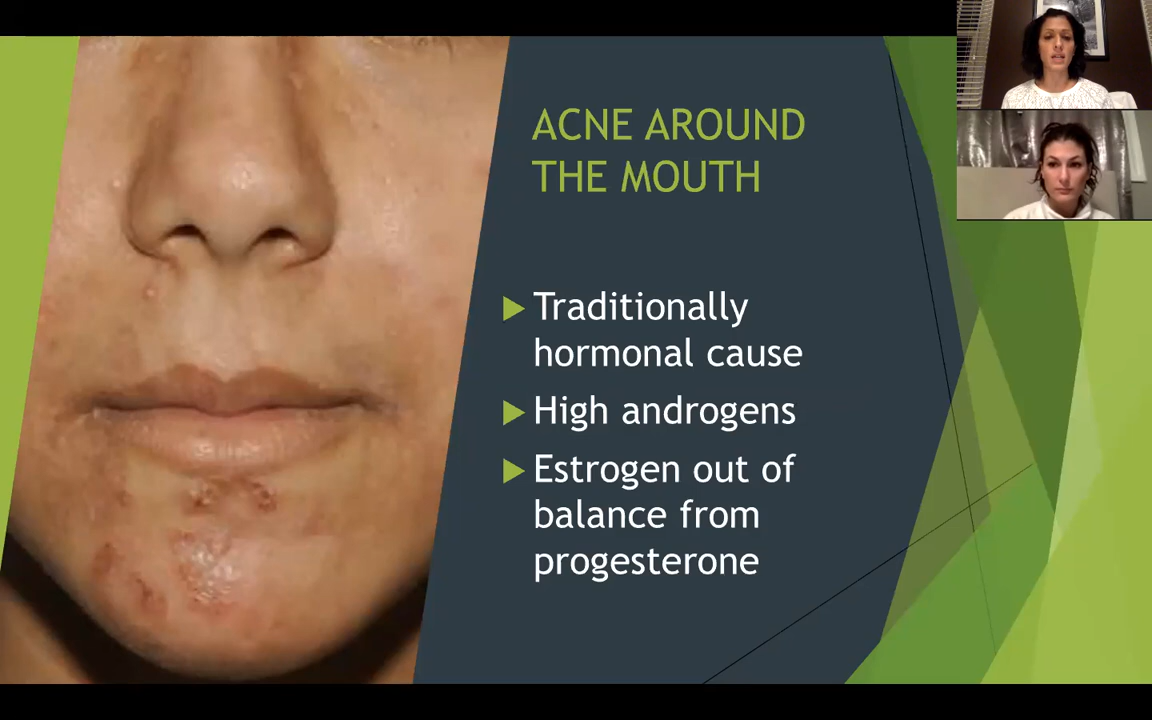 ACNE AROUND
THE MOUTH
Traditionally
hormonal cause
High androgens
Estrogen out of
balance from
progesterone